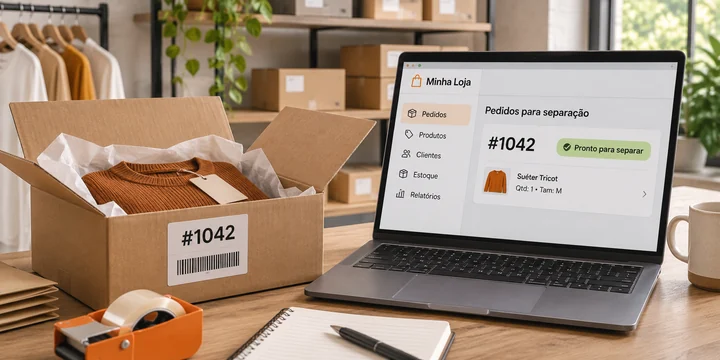 #1042
Minha Loja
Pedidos
Produtos
Clientes
Estoque
Relatórios
Pedidos para separação
#1042
Pronto para separar
Suéter Tricot
Qtd: 1 • Tam: M